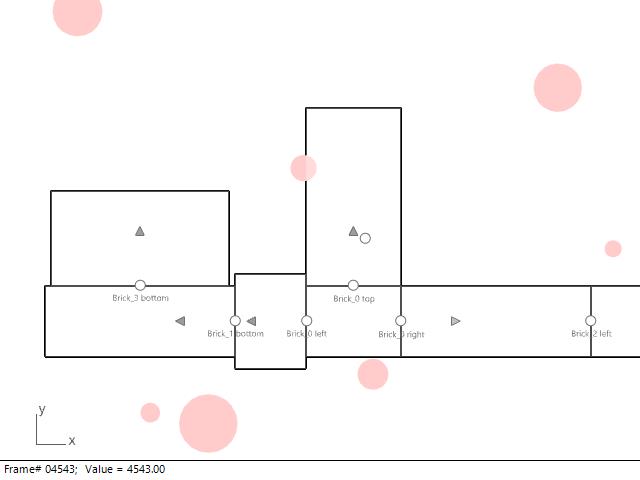 Brick_3 bottom
Brick_0 top
Brick_1 bottom
Brick_0 left
Brick_0 right
Brick_2 left
y
x
Frame# 04543; Value = 4543.00